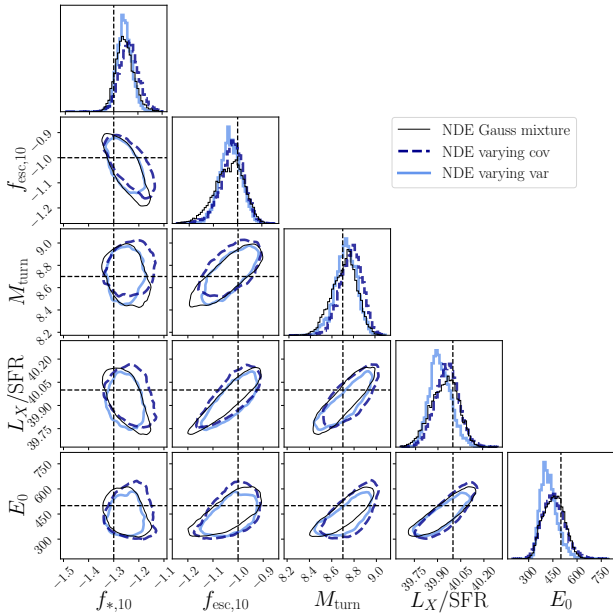 NDE Gauss mixture
NDE varying cov
NDE varying var
f_{esc,10}
−0.9
−1.0
−1.1
−1.2
M_{turn}
9.0
8.8
8.6
8.4
8.2
L_X/SFR
40.20
40.05
39.90
39.75
E_0
750
600
450
300
−1.5 −1.4 −1.3 −1.2 −1.1
−1.2 −1.1 −1.0 −0.9
8.2 8.4 8.6 8.8 9.0
39.75 39.90 40.05 40.20
300 450 600 750
f_{*,10} f_{esc,10} M_{turn} L_X/SFR E_0